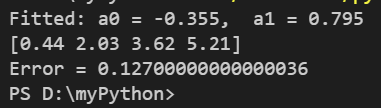 Fitted: a0 = -0.355,  a1 = 0.795
[0.44 2.03 3.62 5.21]
Error = 0.12700000000000036
PS D:\myPython>